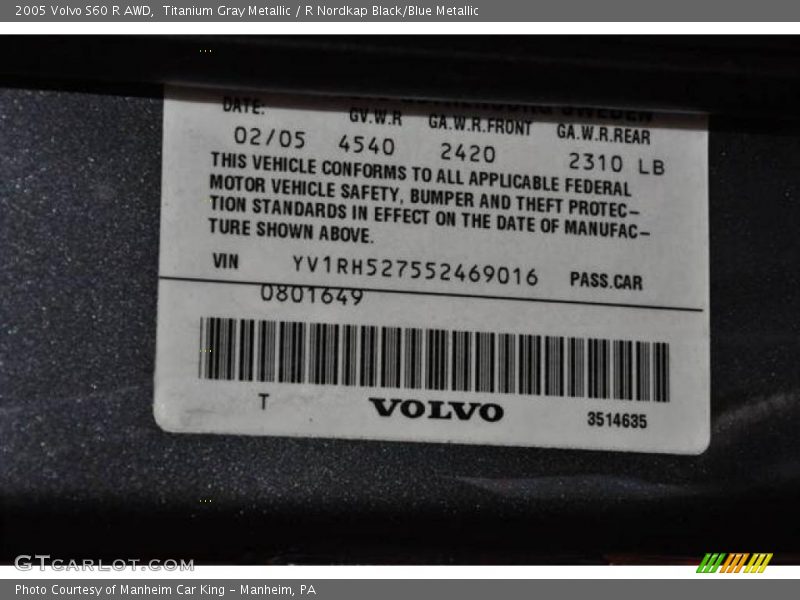 2005 Volvo S60 R AWD, Titanium Gray Metallic / R Nordkap Black/Blue Metallic
SWEDEN
DATE: GV.W.R GA.W.R.FRONT GA.W.R.REAR
02/05 4540 2420 2310 LB
THIS VEHICLE CONFORMS TO ALL APPLICABLE FEDERAL
MOTOR VEHICLE SAFETY, BUMPER AND THEFT PROTEC-
TION STANDARDS IN EFFECT ON THE DATE OF MANUFAC-
TURE SHOWN ABOVE.
VIN YV1RH527552469016 PASS.CAR
0801649
T VOLVO 3514635
GTCARLOT.COM
Photo Courtesy of Manheim Car King - Manheim, PA